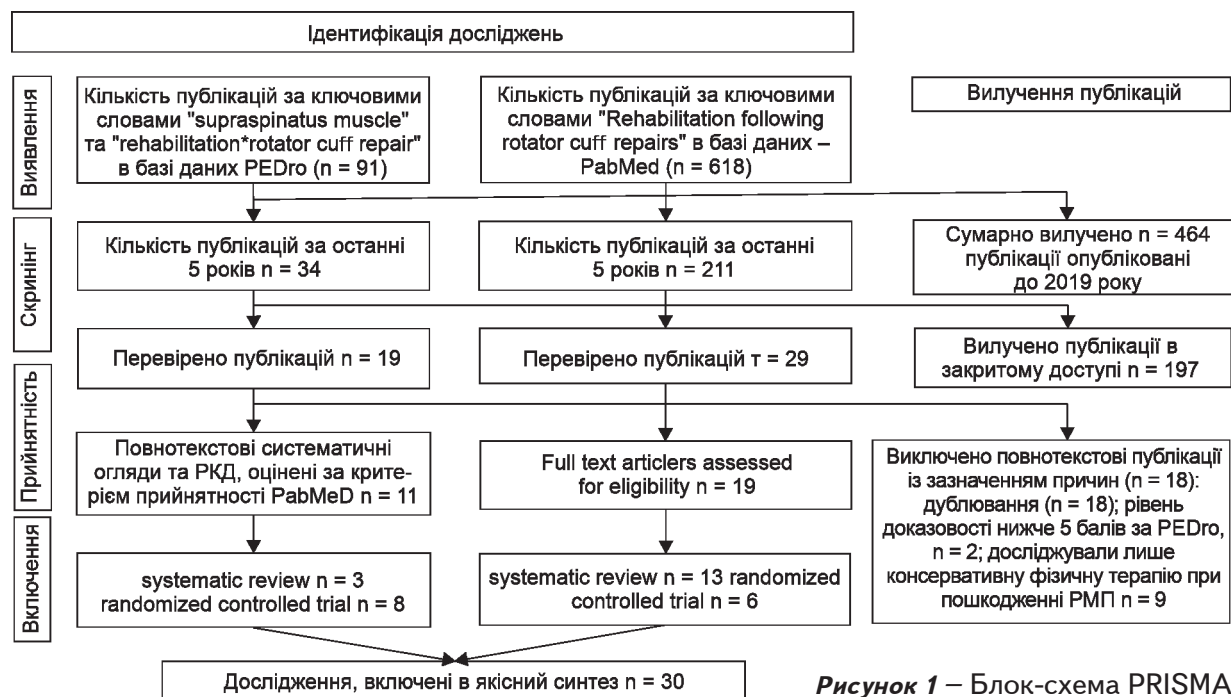 Ідентифікація досліджень
Виявлення
Кількість публікацій за ключовими
словами "supraspinatus muscle"
та "rehabilitation*rotator cuff repair"
в базі даних PEDro (n = 91)
Кількість публікацій за ключовими
словами "Rehabilitation following
rotator cuff repairs" в базі даних –
PabMed (n = 618)
Вилучення публікацій
Скринінг
Кількість публікацій за останні
5 років n = 34
Кількість публікацій за останні
5 років n = 211
Сумарно вилучено n = 464
публікації опубліковані
до 2019 року
Перевірено публікацій n = 19
Перевірено публікацій т = 29
Вилучено публікації в
закритому доступі n = 197
Прийнятність
Повнотекстові систематичні
огляди та РКД, оцінені за крите-
рієм прийнятності PabMeD n = 11
Full text articlers assessed
for eligibility n = 19
Виключено повнотекстові публікації
із зазначенням причин (n = 18):
дублювання (n = 18); рівень
доказовості нижче 5 балів за PEDro,
n = 2; досліджували лише
консервативну фізичну терапію при
пошкодженні РМП n = 9
Включення
systematic review n = 3
randomized controlled trial n = 8
systematic review n = 13 randomized
controlled trial n = 6
Дослідження, включені в якісний синтез n = 30
Рисунок 1 – Блок-схема PRISMA